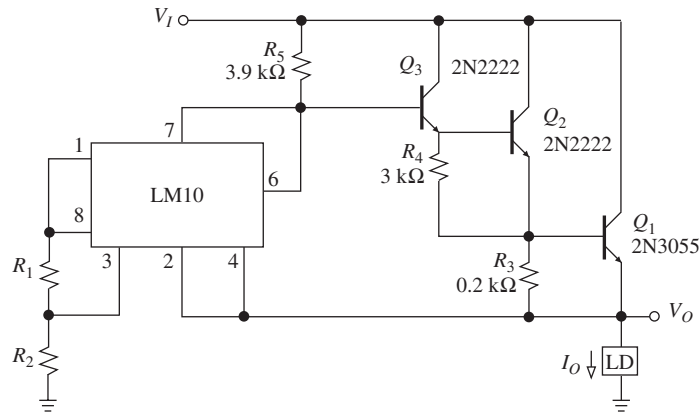 V_I
R_5
3.9 kΩ
Q_3
2N2222
Q_2
2N2222
7
1
R_4
3 kΩ
LM10
6
8
Q_1
2N3055
R_1
3
2
4
R_3
0.2 kΩ
V_O
R_2
I_O
LD